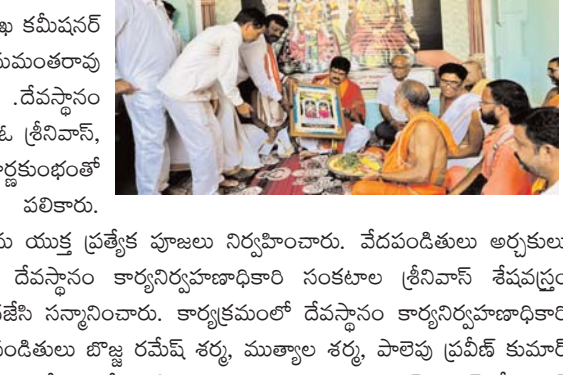 ఖ కమీషనర్
మమంతరావు
.దేవస్థానం
ఓ శ్రీనివాస్,
ర్ణకుంభంతో
పలికారు.
యుక్త ప్రత్యేక పూజలు నిర్వహించారు. వేదపండితులు అర్చకులు
దేవస్థానం కార్యనిర్వహణాధికారి సంకటాల శ్రీనివాస్ శేషవస్త్రం
జేసి సన్మానించారు. కార్యక్రమంలో దేవస్థానం కార్యనిర్వహణాధికారి
పండితులు బొజ్జ రమేష్ శర్మ, ముత్యాల శర్మ, పాలెపు ప్రవీణ్ కుమార్